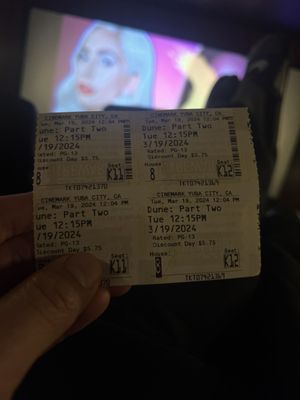 CINEMARK YUBA CITY, CA
Tue, Mar 19, 2024 12:04 PM
Dune: Part Two
Tue 12:15PM
3/19/2024
Rated: PG-13
Discount Day $5.75
House:
8
Seat:
K11
TKT07421370
CINEMARK YUBA CITY, CA
Tue, Mar 19, 2024 12:04 PM
Dune: Part Two
Tue 12:15PM
3/19/2024
Rated: PG-13
Discount Day $5.75
House:
8
Seat:
K12
TKT07421369
CINEMARK YUBA CITY, CA
Tue, Mar 19, 2024 12:04 PM
Dune: Part Two
Tue 12:15PM
/19/2024
Rated: PG-13
Discount Day $5.75
Seat:
K11
CINEMARK YUBA CITY, CA
Tue, Mar 19, 2024 12:04 PM
Dune: Part Two
Tue 12:15PM
3/19/2024
Rated: PG-13
Discount Day $5.75
House:
8
Seat:
K12
TKT07421369